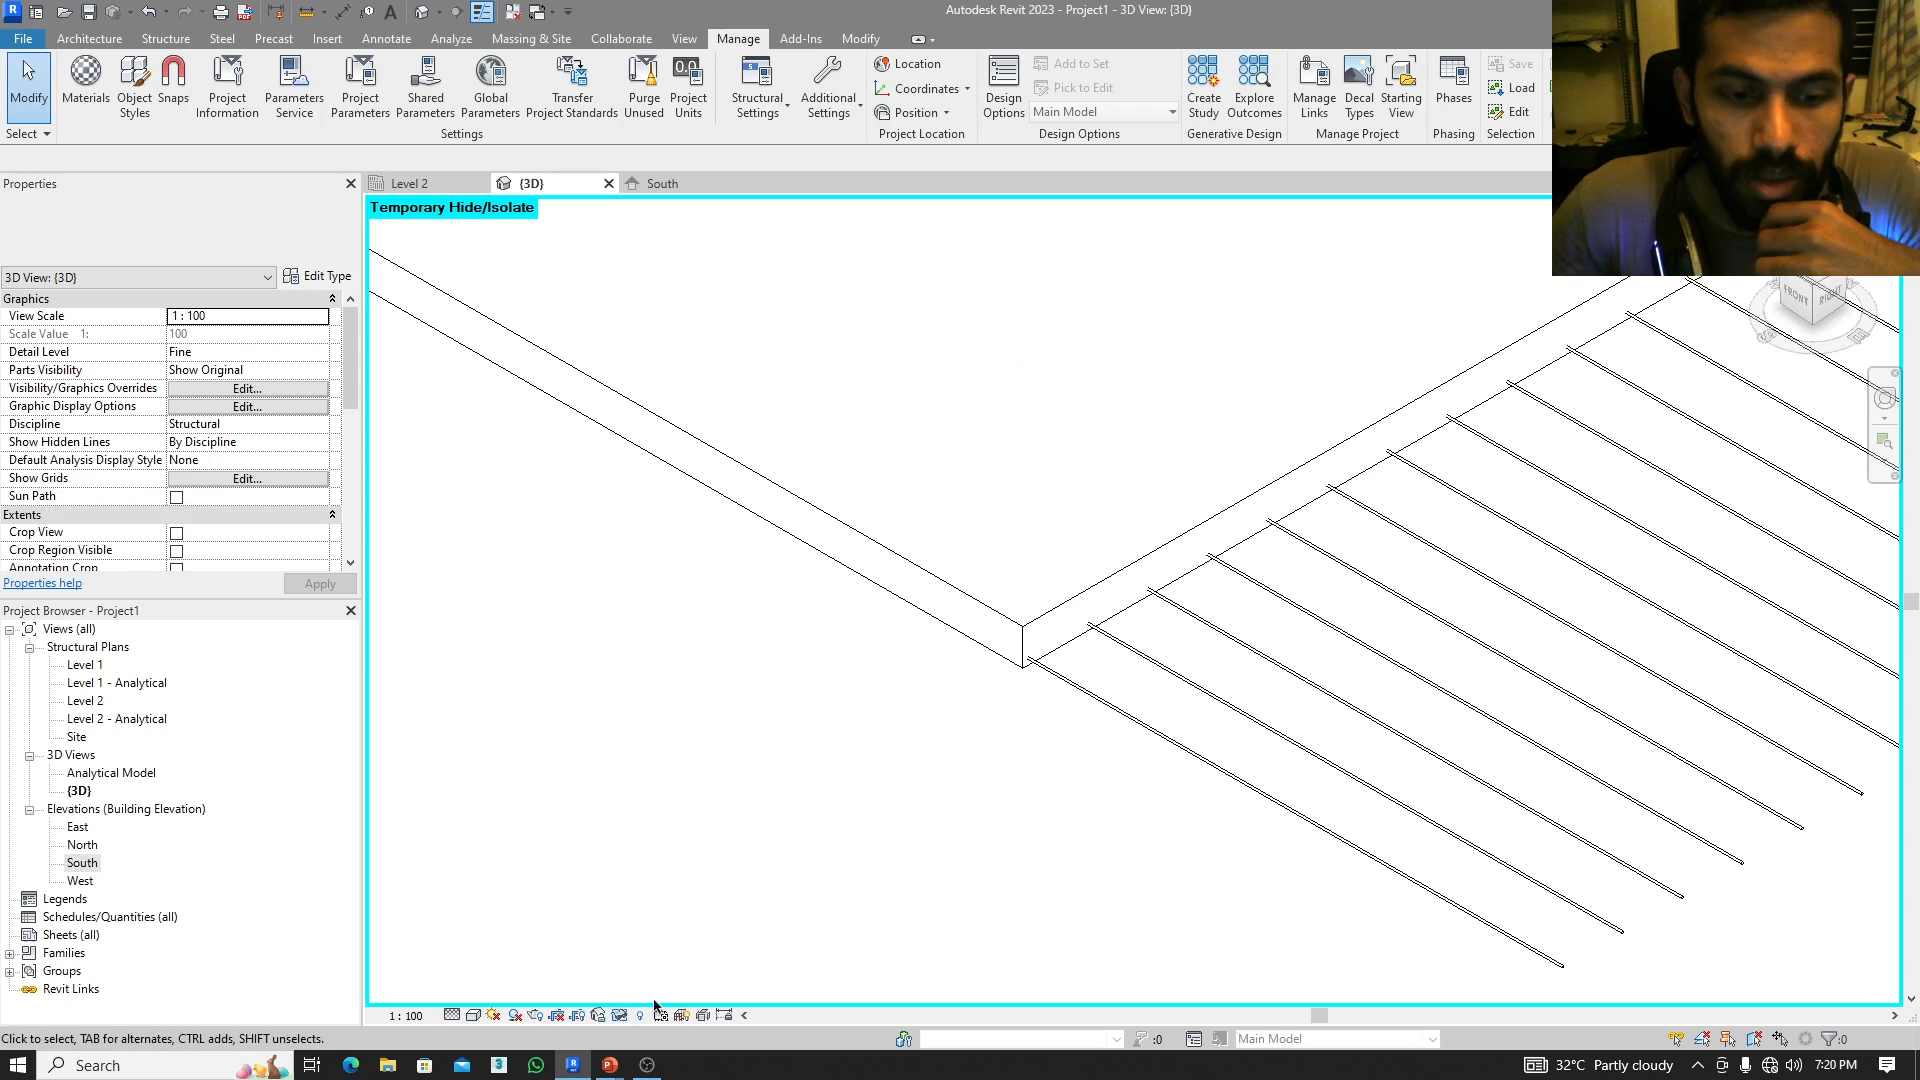 Autodesk Revit 2023 - Project1 - 3D View: {3D}
File Architecture Structure Steel Precast Insert Annotate Analyze Massing & Site Collaborate View Manage Add-Ins Modify
Modify Materials Object Styles Snaps Project Information Parameters Service Project Parameters Shared Parameters Global Parameters Transfer Project Standards Purge Unused Project Units Structural Settings Additional Settings
Location
Coordinates
Position
Design Options
Add to Set
Pick to Edit
Main Model
Create Study Explore Outcomes Manage Links Decal Types Starting View Phases
Save
Load
Edit
Select Settings Project Location Design Options Generative Design Manage Project Phasing Selection
Properties
Level 2 {3D} South
Temporary Hide/Isolate
3D View: {3D} Edit Type
Graphics
View Scale 1 : 100
Scale Value 1: 100
Detail Level Fine
Parts Visibility Show Original
Visibility/Graphics Overrides Edit...
Graphic Display Options Edit...
Discipline Structural
Show Hidden Lines By Discipline
Default Analysis Display Style None
Show Grids Edit...
Sun Path
Extents
Crop View
Crop Region Visible
Annotation Crop
Properties help Apply
FRONT RIGHT
Project Browser - Project1
Views (all)
Structural Plans
Level 1
Level 1 - Analytical
Level 2
Level 2 - Analytical
Site
3D Views
Analytical Model
{3D}
Elevations (Building Elevation)
East
North
South
West
Legends
Schedules/Quantities (all)
Sheets (all)
Families
Groups
Revit Links
1 : 100
Click to select, TAB for alternates, CTRL adds, SHIFT unselects.
:0 Main Model :0
Search
32°C Partly cloudy 7:20 PM